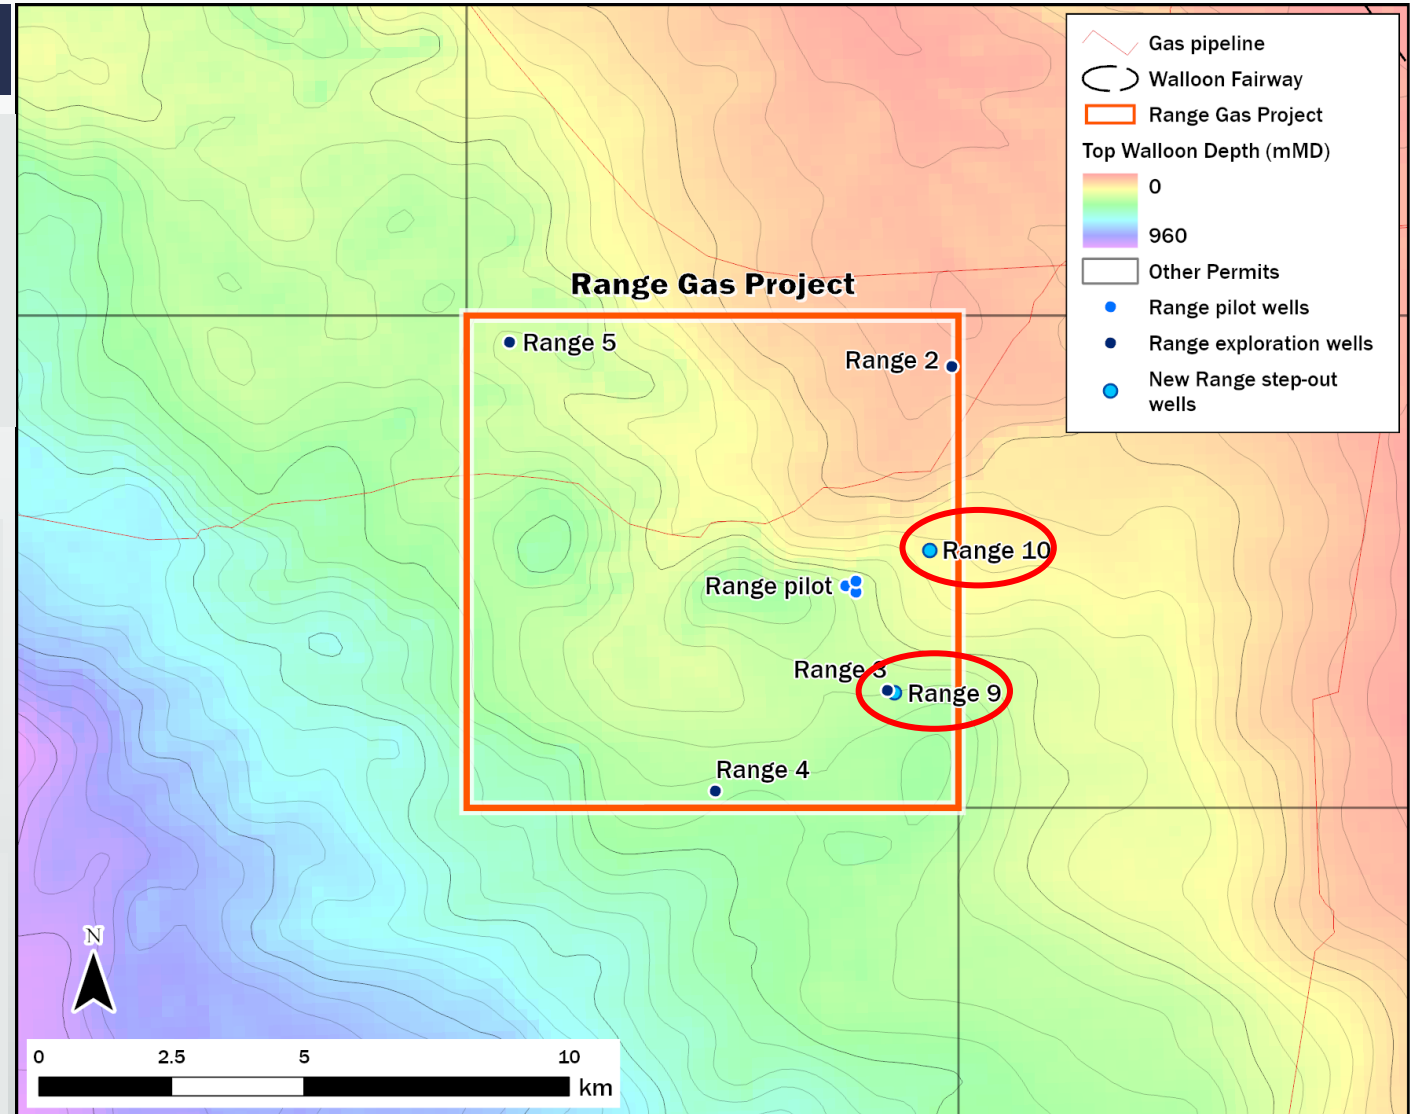 Gas pipeline
Walloon Fairway
Range Gas Project
Top Walloon Depth (mMD)
0
960
Other Permits
Range pilot wells
Range exploration wells
New Range step-out
wells
Range Gas Project
Range 5
Range 2
Range 10
Range pilot
Range 3
Range 9
Range 4
N
0 2.5 5 10
km